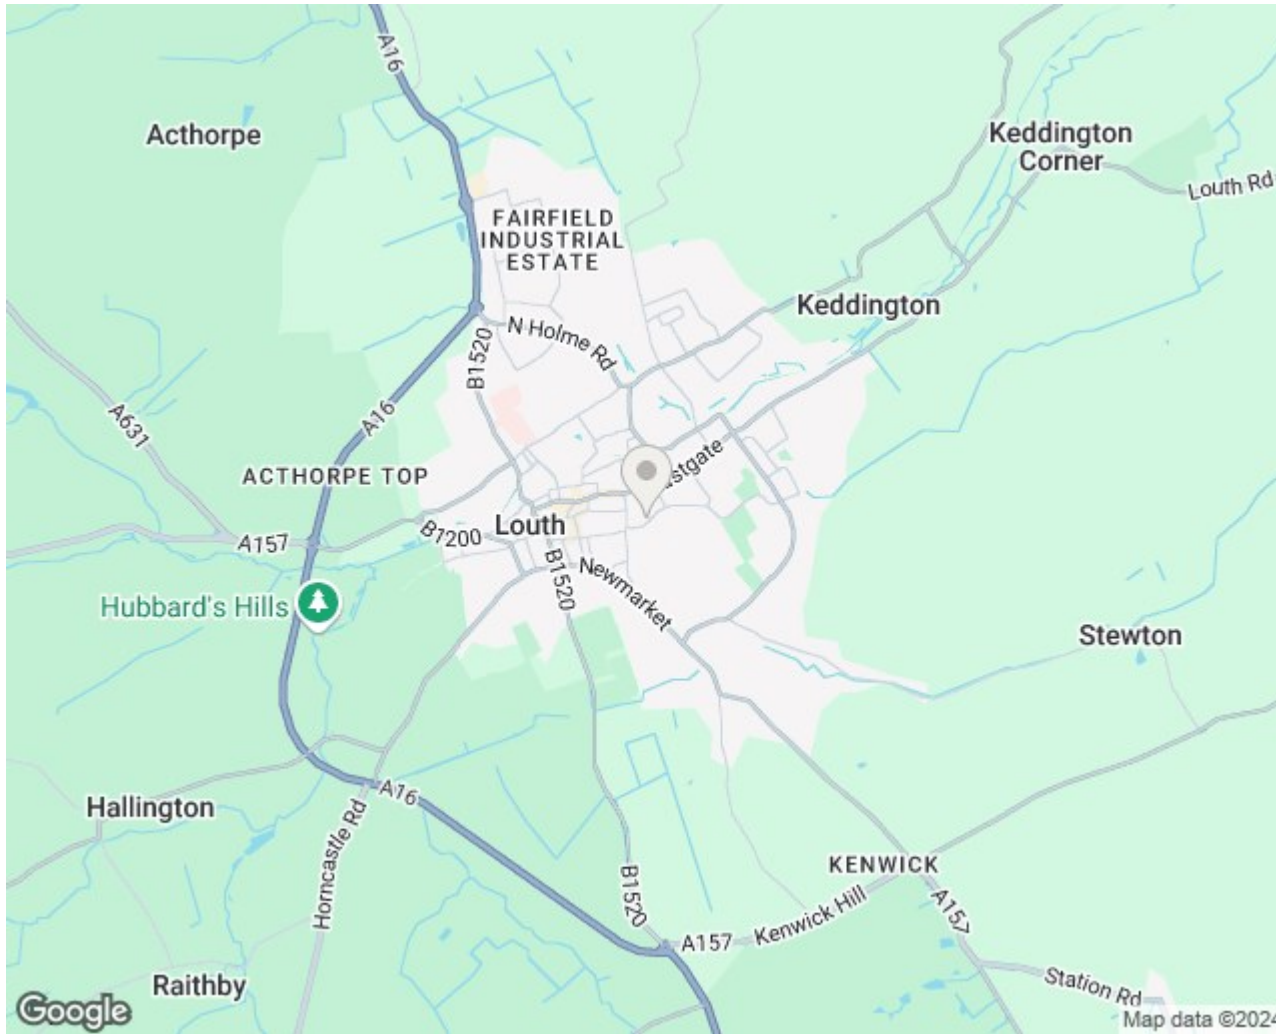 A16
Acthorpe
Keddington
Corner
Louth Rd
FAIRFIELD
INDUSTRIAL
ESTATE
Keddington
N Holme Rd
B1520
A631
A16
ACTHORPE TOP
stgate
Louth
B1200
A157
B1520
Newmarket
Hubbard's Hills
Stewton
Hallington
A16
Horncastle Rd
KENWICK
B1520
A157
Kenwick Hill
A157
Raithby
Station Rd
Google
Map data ©2024